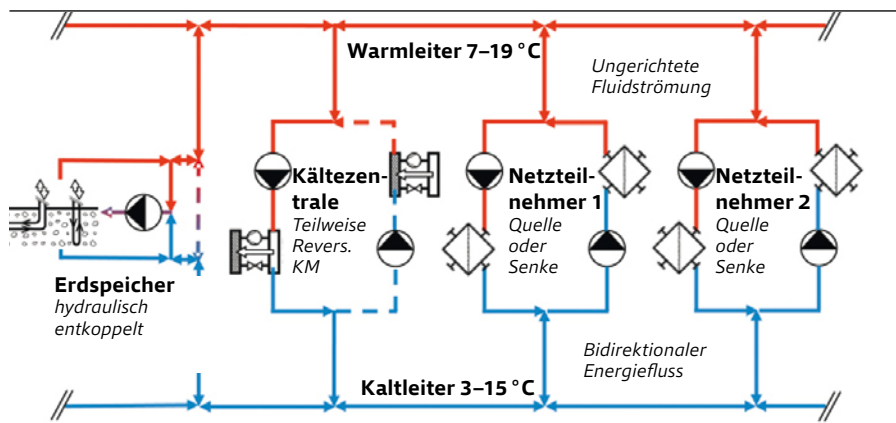 Warmleiter 7–19 °C
Ungerichtete
Fluidströmung
Kältezen-
trale
Teilweise
Revers.
KM
Netzteil-
nehmer 1
Quelle
oder
Senke
Netzteil-
nehmer 2
Quelle
oder
Senke
Erdspeicher
hydraulisch
entkoppelt
Bidirektionaler
Energiefluss
Kaltleiter 3–15 °C